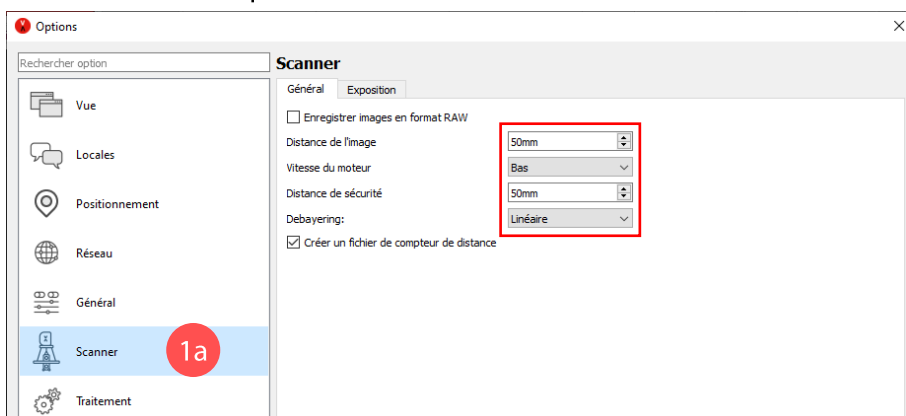 Options
Rechercher option
Vue
Locales
Positionnement
Réseau
Général
Scanner
1a
Traitement
Scanner
Général
Exposition
Enregistrer images en format RAW
Distance de l'image
50mm
Vitesse du moteur
Bas
Distance de sécurité
50mm
Debayering:
Linéaire
Créer un fichier de compteur de distance